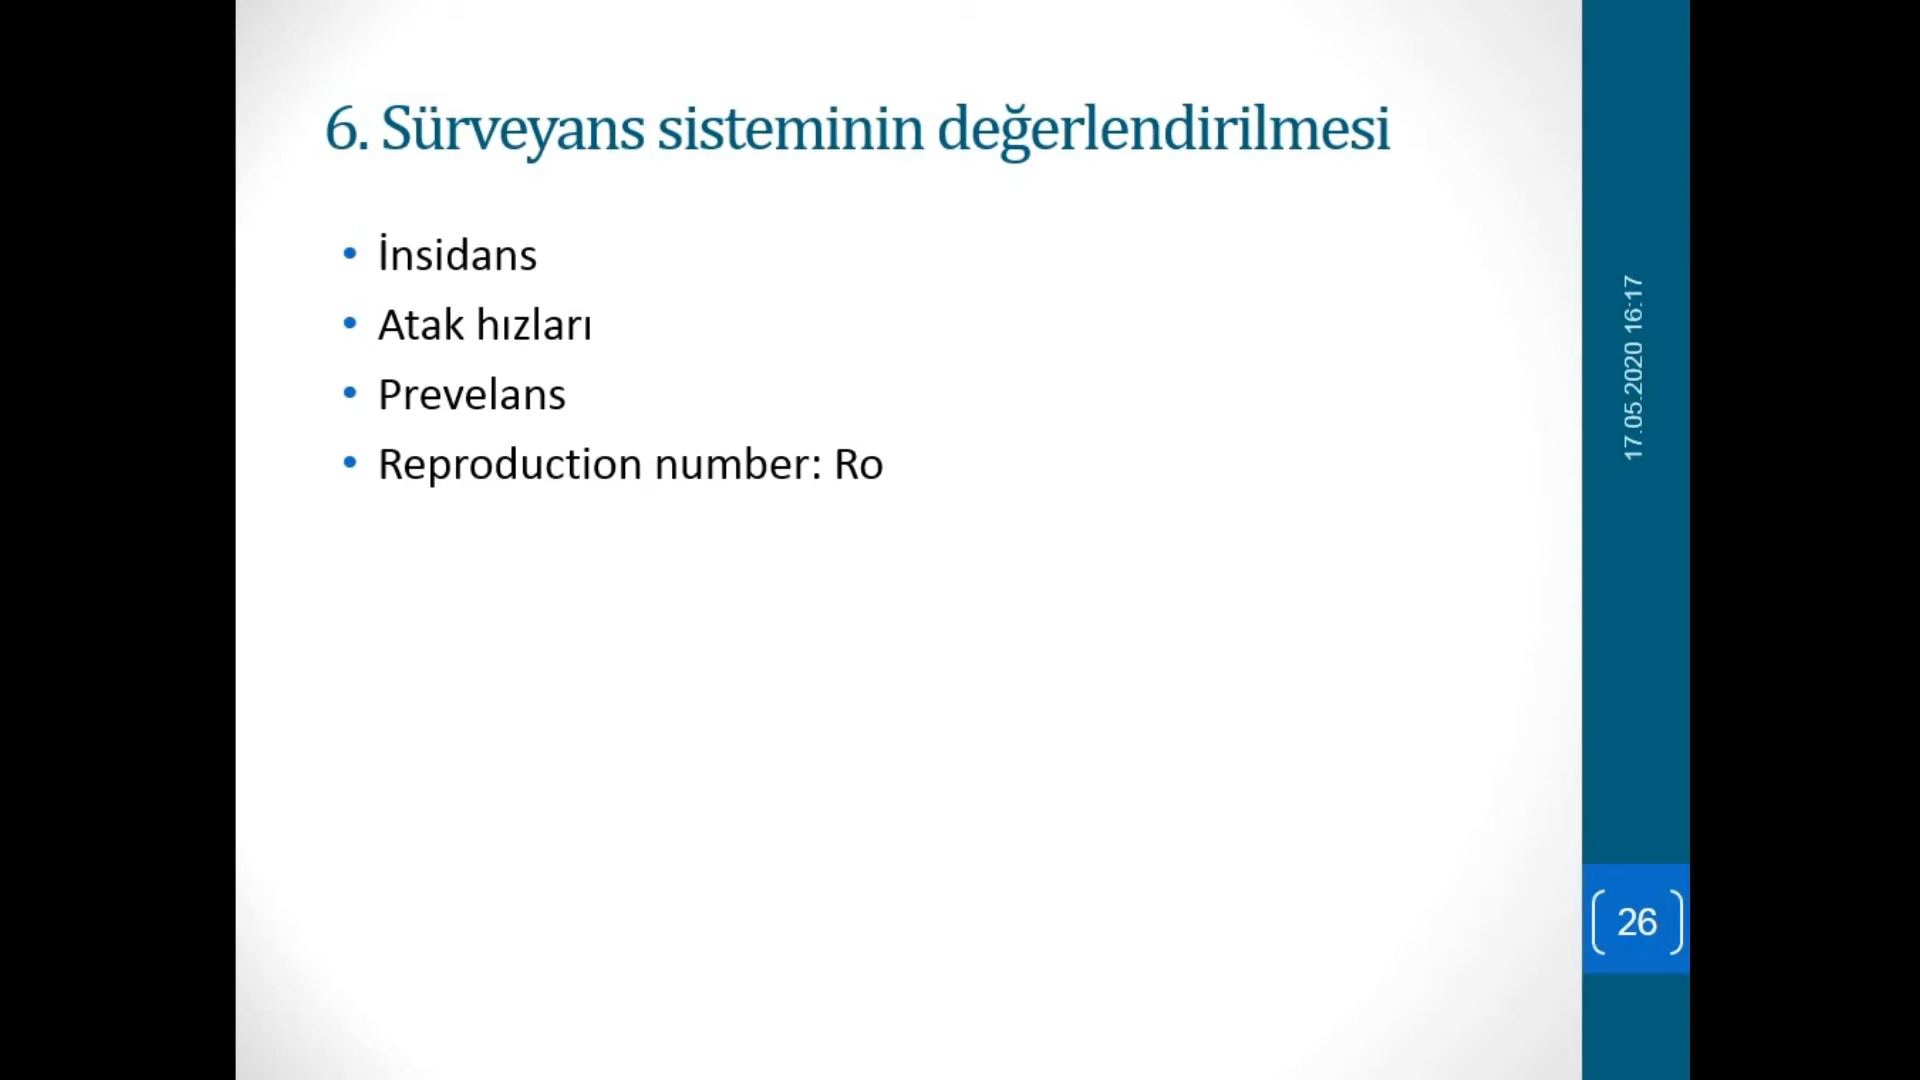 6. Sürveyans sisteminin değerlendirilmesi
• İnsidans
• Atak hızları
• Prevelans
• Reproduction number: Ro
17.05.2020 16:17
26